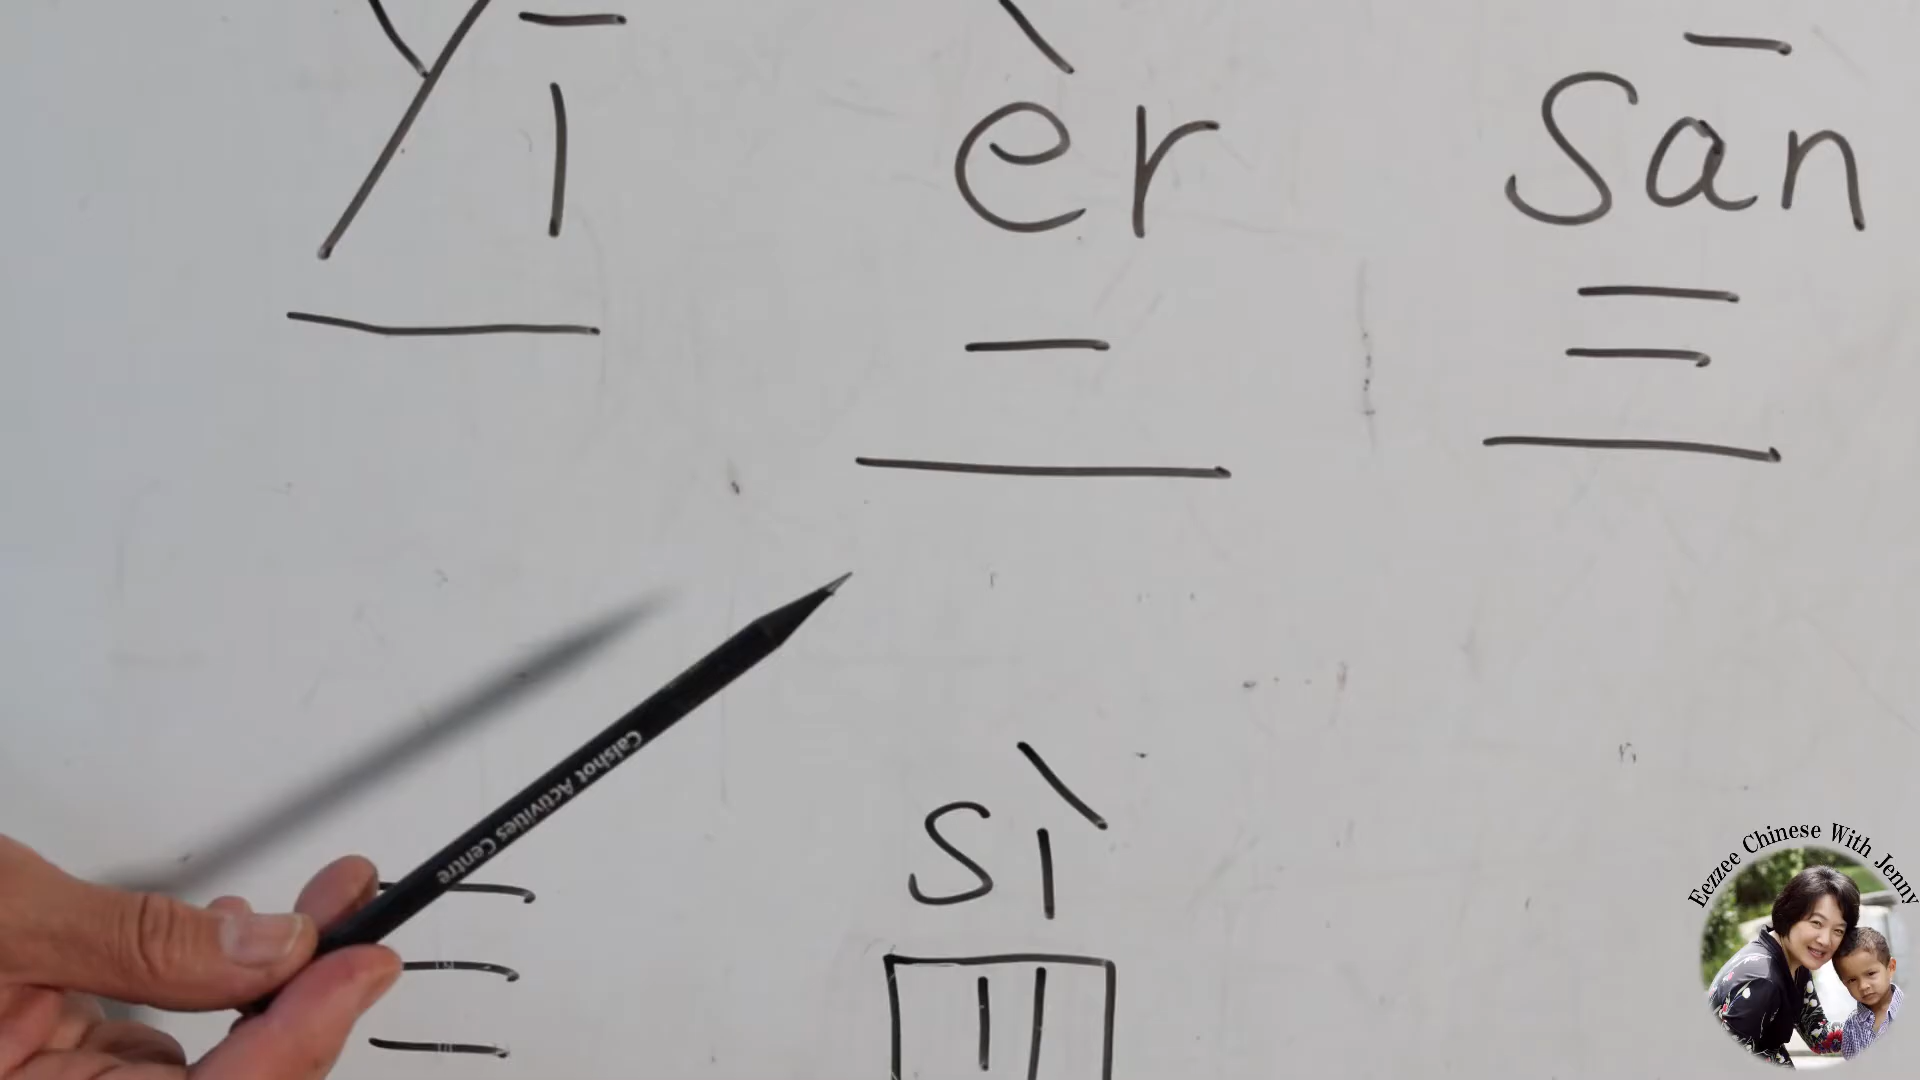 yī èr sān
一 二 三
Calshot Activities Centre
sì
四
Eezzee Chinese With Jenny